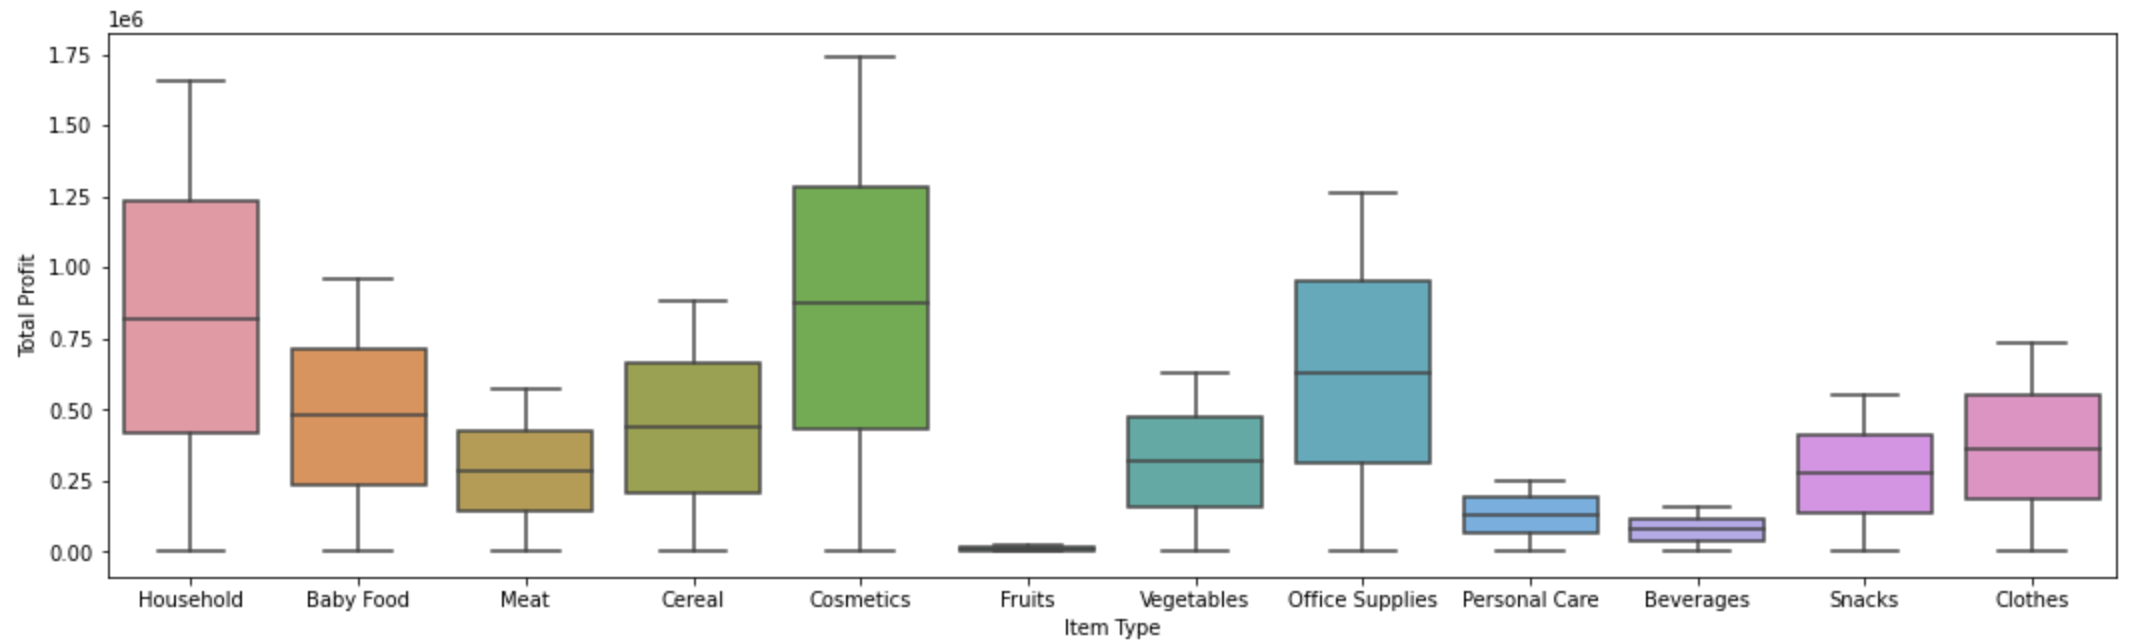 1e6
1.75
1.50
1.25
1.00
0.75
0.50
0.25
0.00
Total Profit
Household Baby Food Meat Cereal Cosmetics Fruits Vegetables Office Supplies Personal Care Beverages Snacks Clothes
Item Type